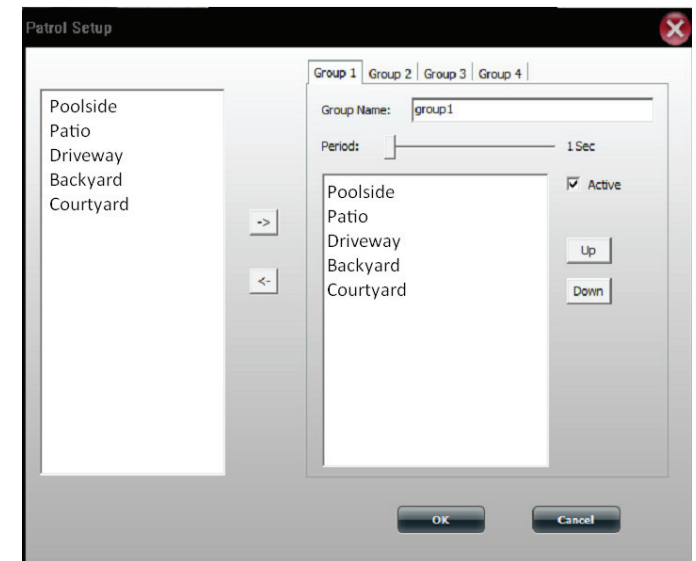 Patrol Setup
Poolside
Patio
Driveway
Backyard
Courtyard
->
<-
Group 1 Group 2 Group 3 Group 4
Group Name: group1
Period: 1 Sec
Active
Poolside
Patio
Driveway
Backyard
Courtyard
Up
Down
OK Cancel